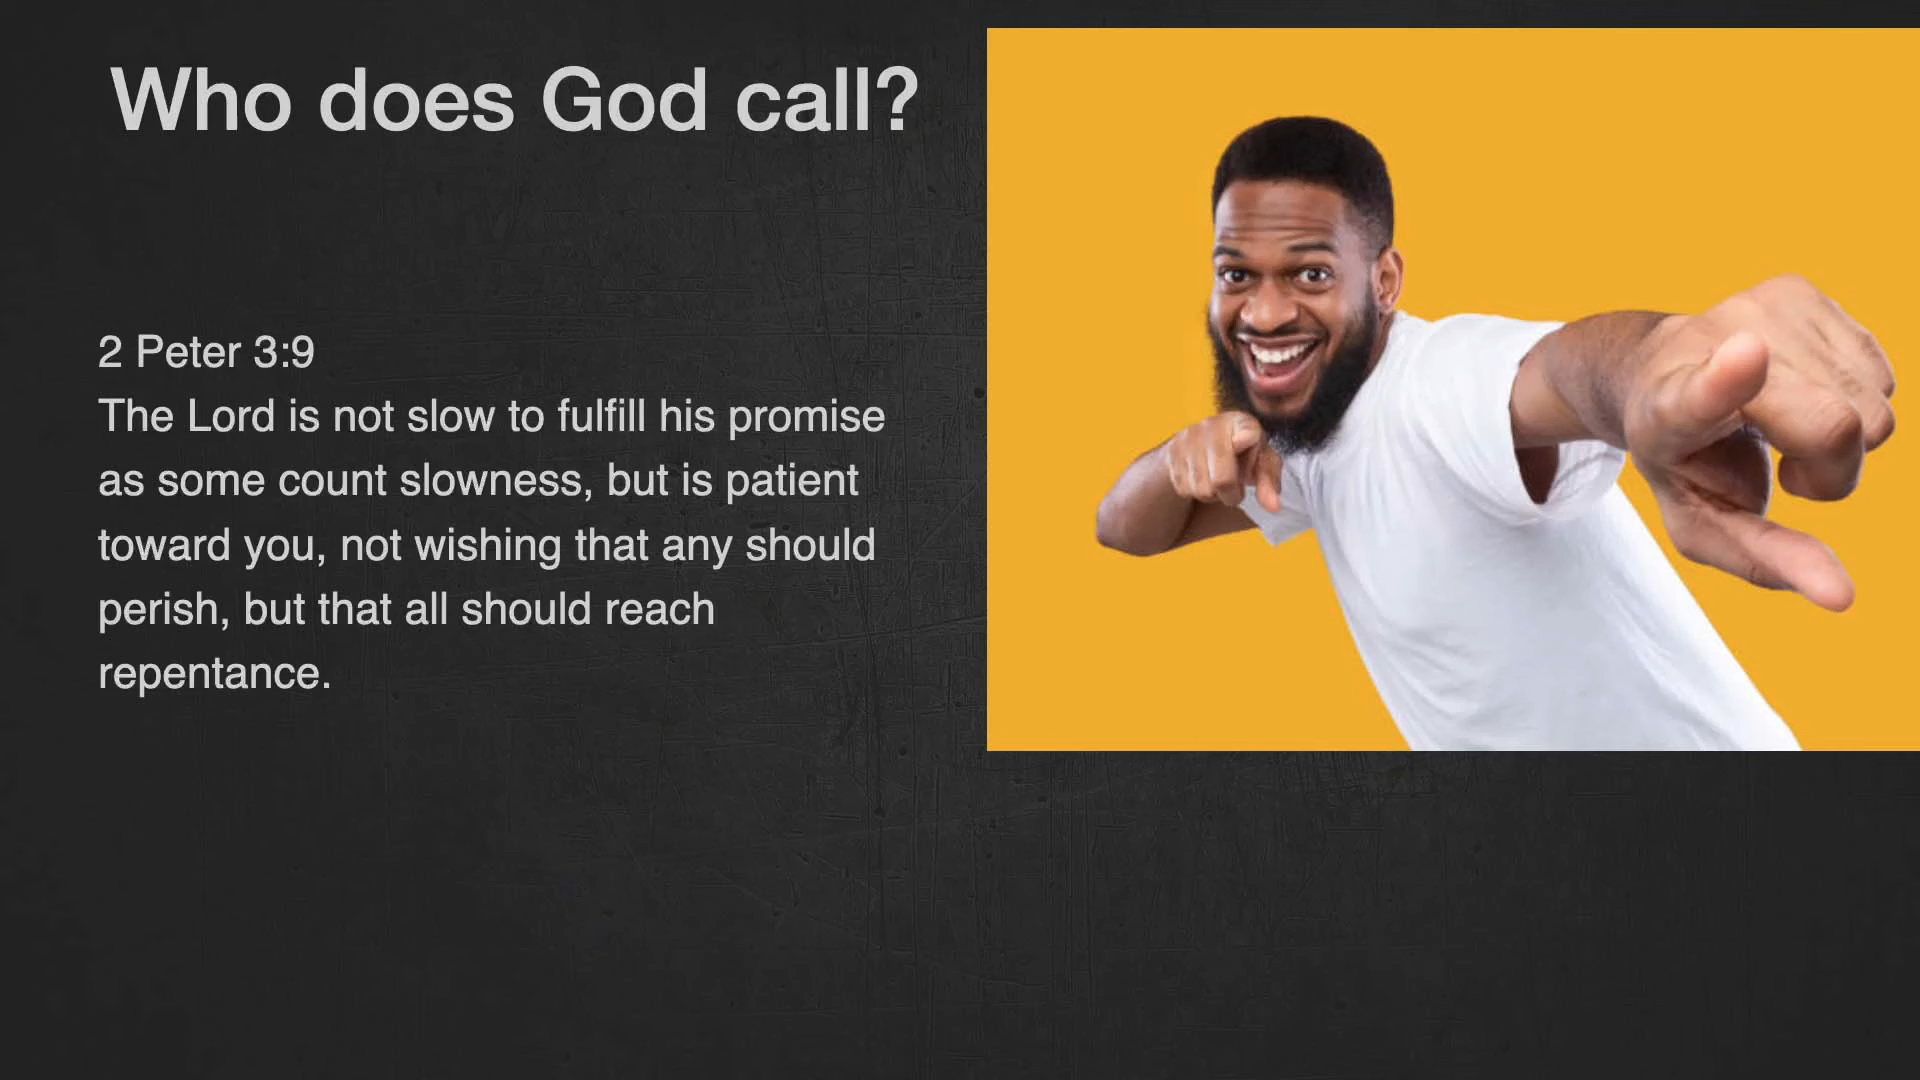 Who does God call?
2 Peter 3:9
The Lord is not slow to fulfill his promise
as some count slowness, but is patient
toward you, not wishing that any should
perish, but that all should reach
repentance.